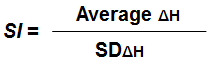 SI = Average ΔH
SDΔH